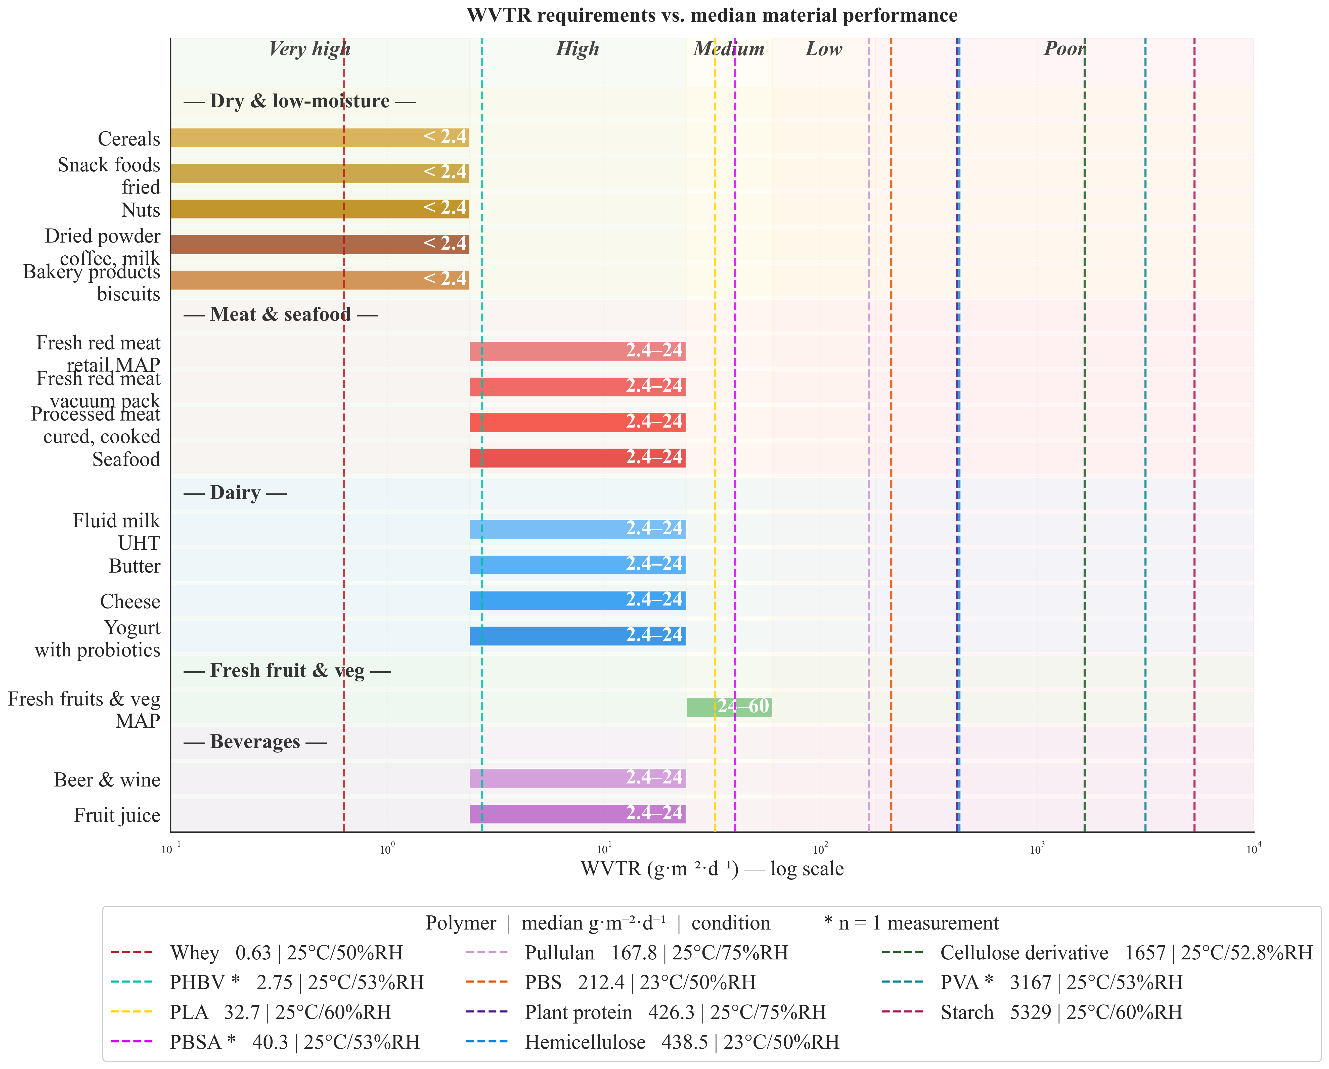 WVTR requirements vs. median material performance
Very high High Medium Low Poor
— Dry & low-moisture —
Cereals < 2.4
Snack foods
fried < 2.4
Nuts < 2.4
Dried powder
coffee, milk < 2.4
Bakery products
biscuits < 2.4
— Meat & seafood —
Fresh red meat
retail MAP 2.4–24
Fresh red meat
vacuum pack 2.4–24
Processed meat
cured, cooked 2.4–24
Seafood 2.4–24
— Dairy —
Fluid milk
UHT 2.4–24
Butter 2.4–24
Cheese 2.4–24
Yogurt
with probiotics 2.4–24
— Fresh fruit & veg —
Fresh fruits & veg
MAP 24–60
— Beverages —
Beer & wine 2.4–24
Fruit juice 2.4–24
10⁻¹ 10⁰ 10¹ 10² 10³ 10⁴
WVTR (g·m⁻²·d⁻¹) — log scale
Polymer | median g·m⁻²·d⁻¹ | condition * n = 1 measurement
Whey 0.63 | 25°C/50%RH
PHBV * 2.75 | 25°C/53%RH
PLA 32.7 | 25°C/60%RH
PBSA * 40.3 | 25°C/53%RH
Pullulan 167.8 | 25°C/75%RH
PBS 212.4 | 23°C/50%RH
Plant protein 426.3 | 25°C/75%RH
Hemicellulose 438.5 | 23°C/50%RH
Cellulose derivative 1657 | 25°C/52.8%RH
PVA * 3167 | 25°C/53%RH
Starch 5329 | 25°C/60%RH